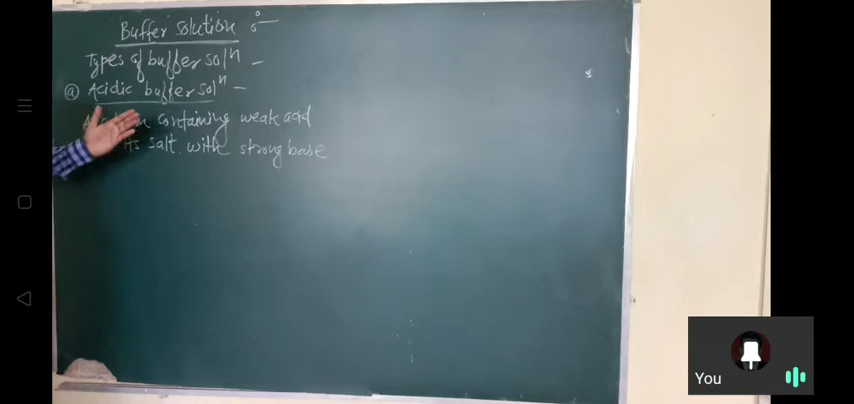 Buffer solution :-
Types of buffer solⁿ -
ⓐ Acidic buffer solⁿ -
containing weak acid
its salt with strong base
You